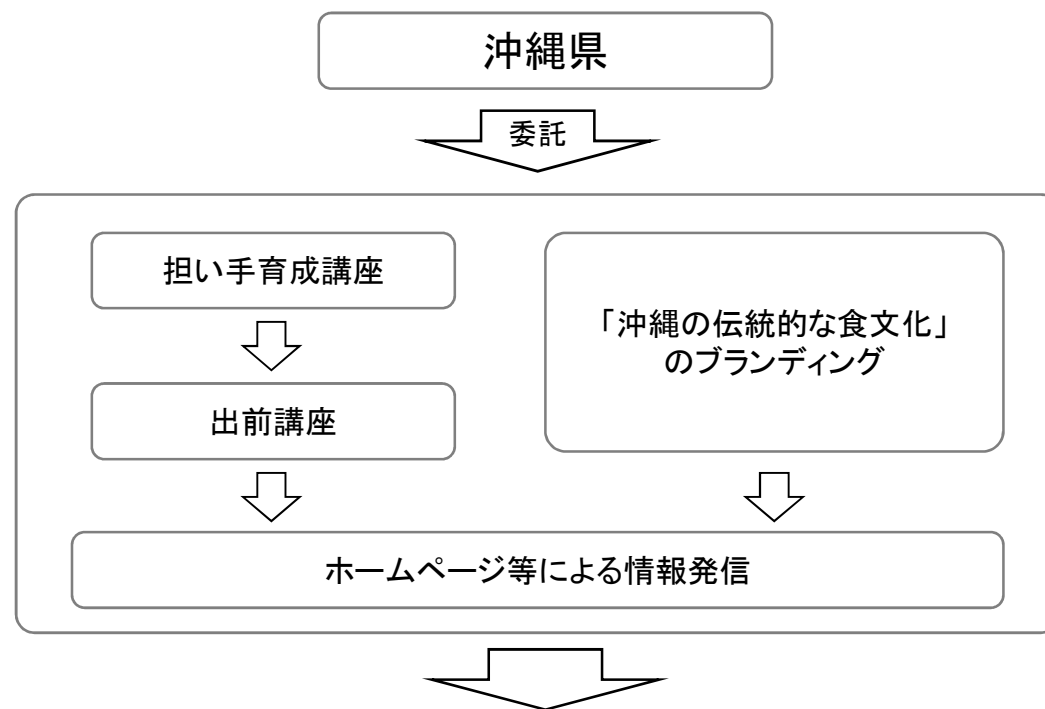 沖縄県
委託
担い手育成講座
出前講座
「沖縄の伝統的な食文化」
のブランディング
ホームページ等による情報発信